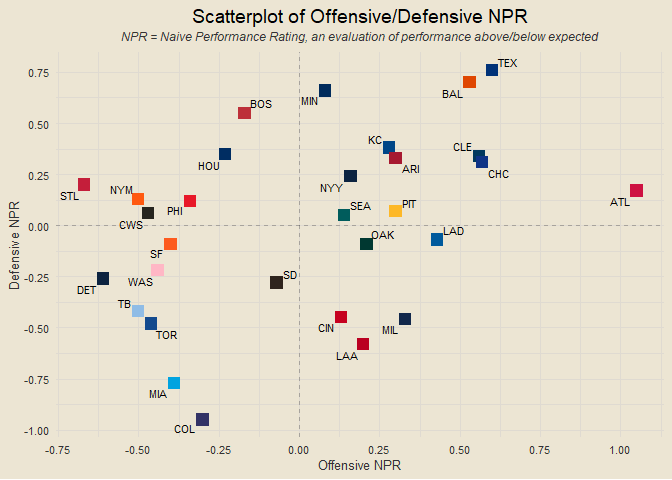 Scatterplot of Offensive/Defensive NPR
NPR = Naive Performance Rating, an evaluation of performance above/below expected
0.75
0.50
0.25
0.00
-0.25
-0.50
-0.75
-1.00
Defensive NPR
TEX
BAL
MIN
BOS
KC
CLE
HOU
ARI
CHC
NYY
STL
NYM
ATL
PIT
SEA
PHI
CWS
OAK
LAD
SF
SD
WAS
DET
TB
CIN
MIL
TOR
LAA
MIA
COL
-0.75
-0.50
-0.25
0.00
0.25
0.50
0.75
1.00
Offensive NPR